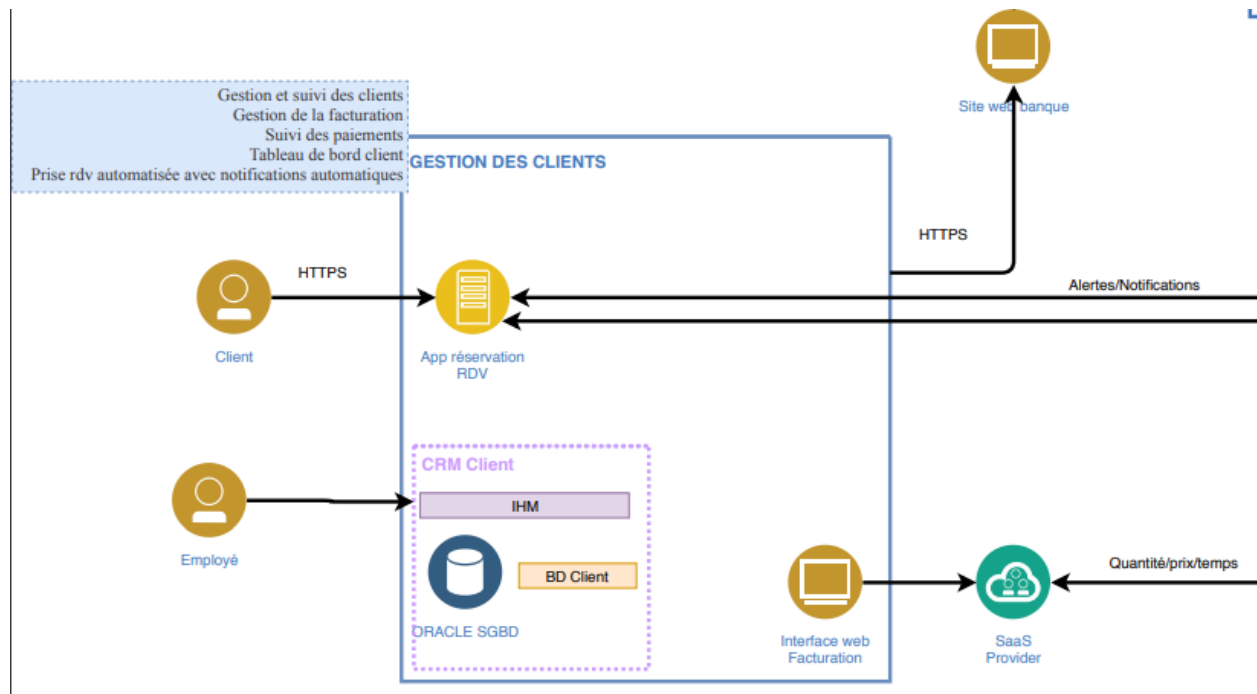 Gestion et suivi des clients
Gestion de la facturation
Suivi des paiements
Tableau de bord client
Prise rdv automatisée avec notifications automatiques
Site web banque
GESTION DES CLIENTS
HTTPS
HTTPS
Alertes/Notifications
Client
App réservation
RDV
CRM Client
IHM
Employé
BD Client
ORACLE SGBD
Quantité/prix/temps
Interface web
Facturation
SaaS
Provider